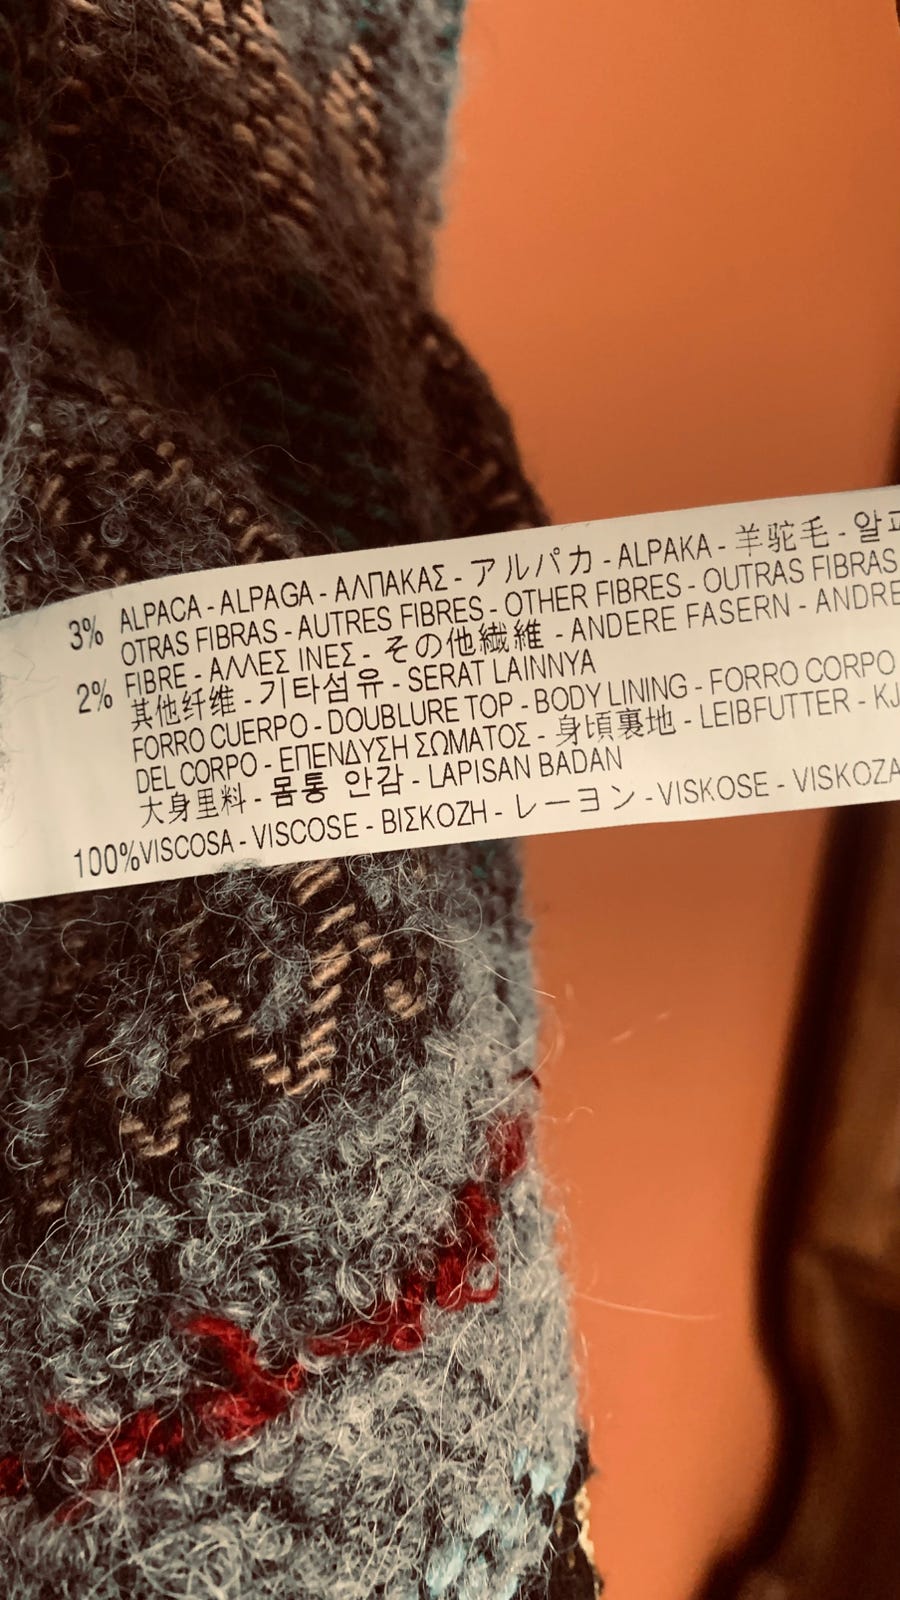 3% ALPACA - ALPAGA - ΑΛΠΑΚΑΣ - アルパカ - ALPAKA - 羊驼毛 -
OTRAS FIBRAS - AUTRES FIBRES - OTHER FIBRES - OUTRAS FIBRAS
2% FIBRE - ΑΛΛΕΣ ΙΝΕΣ - その他繊維 - ANDERE FASERN - ANDRE
其他纤维 - 기타섬유 - SERAT LAINNYA
FORRO CUERPO - DOUBLURE TOP - BODY LINING - FORRO CORPO
DEL CORPO - ΕΠΕΝΔΥΣΗ ΣΩΜΑΤΟΣ - 身頃裏地 - LEIBFUTTER - KJ
大身里料 - 몸통 안감 - LAPISAN BADAN
100%VISCOSA - VISCOSE - ΒΙΣΚΟΖΗ - レーヨン - VISKOSE - VISKOZA